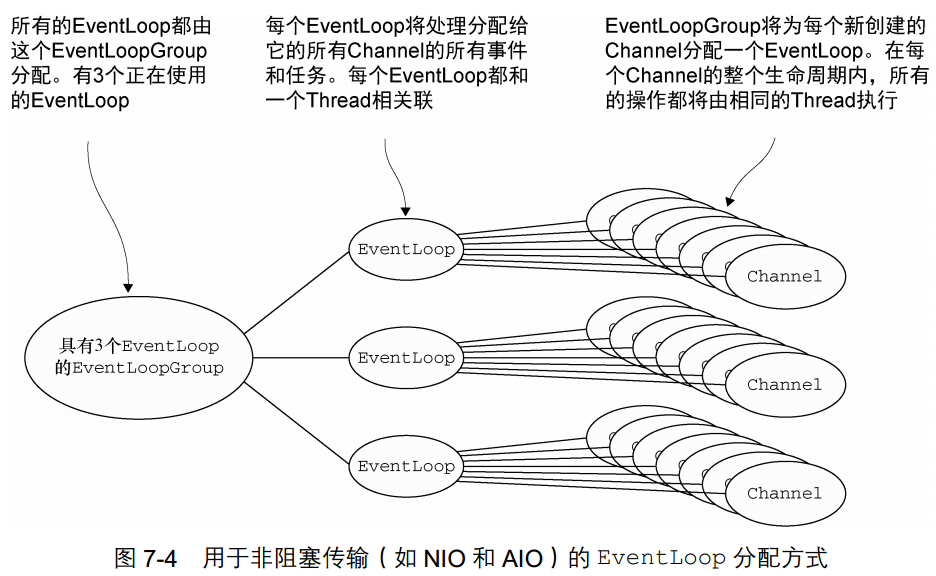 所有的EventLoop都由
这个EventLoopGroup
分配。有3个正在使用
的EventLoop
每个EventLoop将处理分配给
它的所有Channel的所有事件
和任务。每个EventLoop都和
一个Thread相关联
EventLoopGroup将为每个新创建的
Channel分配一个EventLoop。在每
个Channel的整个生命周期内，所有
的操作都将由相同的Thread执行
EventLoop
Channel
具有3个EventLoop
的EventLoopGroup
EventLoop
Channel
EventLoop
Channel
图 7-4 用于非阻塞传输（如 NIO 和 AIO）的 EventLoop 分配方式